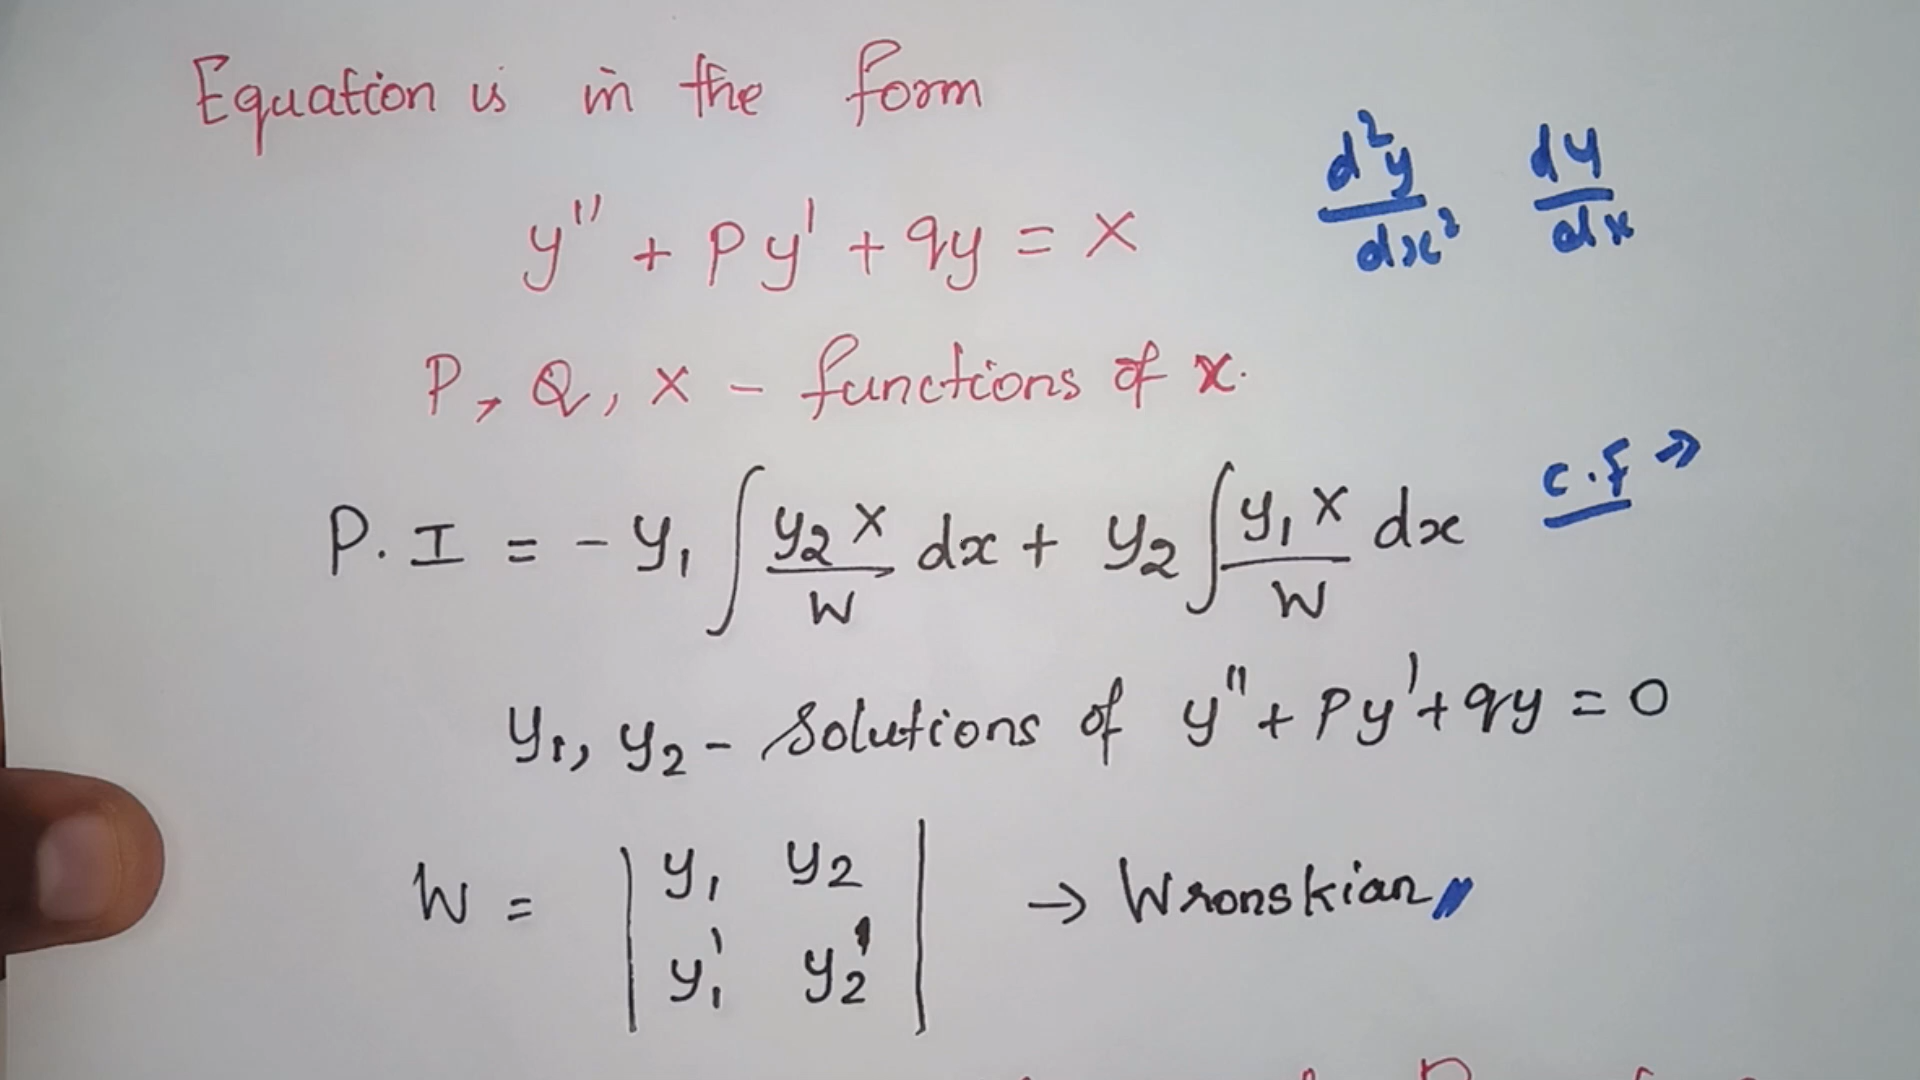 Equation is in the form
d²y/dx² dy/dx
y'' + Py' + qy = X
P, Q, X - functions of x.
P.I = - y₁ ∫ y₂X/W dx + y₂ ∫ y₁X/W dx
C.f ⇒
y₁, y₂ - Solutions of y'' + Py' + qy = 0
W = | y₁ y₂ | → Wronskian
| y₁' y₂' |